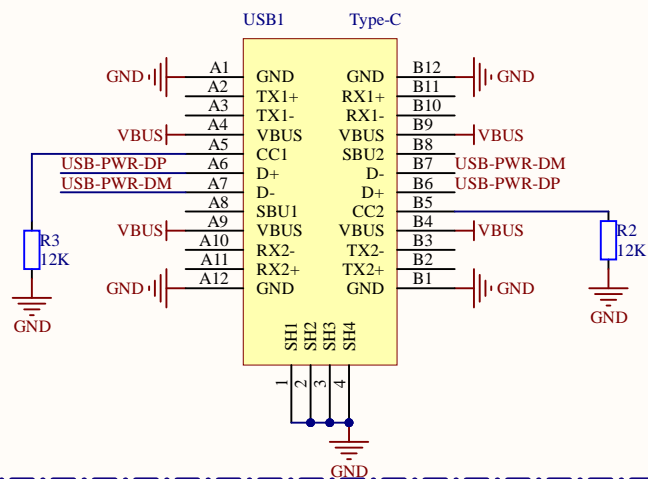 USB1 Type-C
GND A1 GND GND B12 GND
A2 TX1+ RX1+ B11
A3 TX1- RX1- B10
VBUS A4 VBUS VBUS B9 VBUS
A5 CC1 SBU2 B8
USB-PWR-DP A6 D+ D- B7 USB-PWR-DM
USB-PWR-DM A7 D- D+ B6 USB-PWR-DP
A8 SBU1 CC2 B5
VBUS A9 VBUS VBUS B4 VBUS
R3 A10 RX2- TX2- B3 R2
12K A11 RX2+ TX2+ B2 12K
GND A12 GND GND B1 GND
GND GND
SH1 SH2 SH3 SH4
1 2 3 4
GND